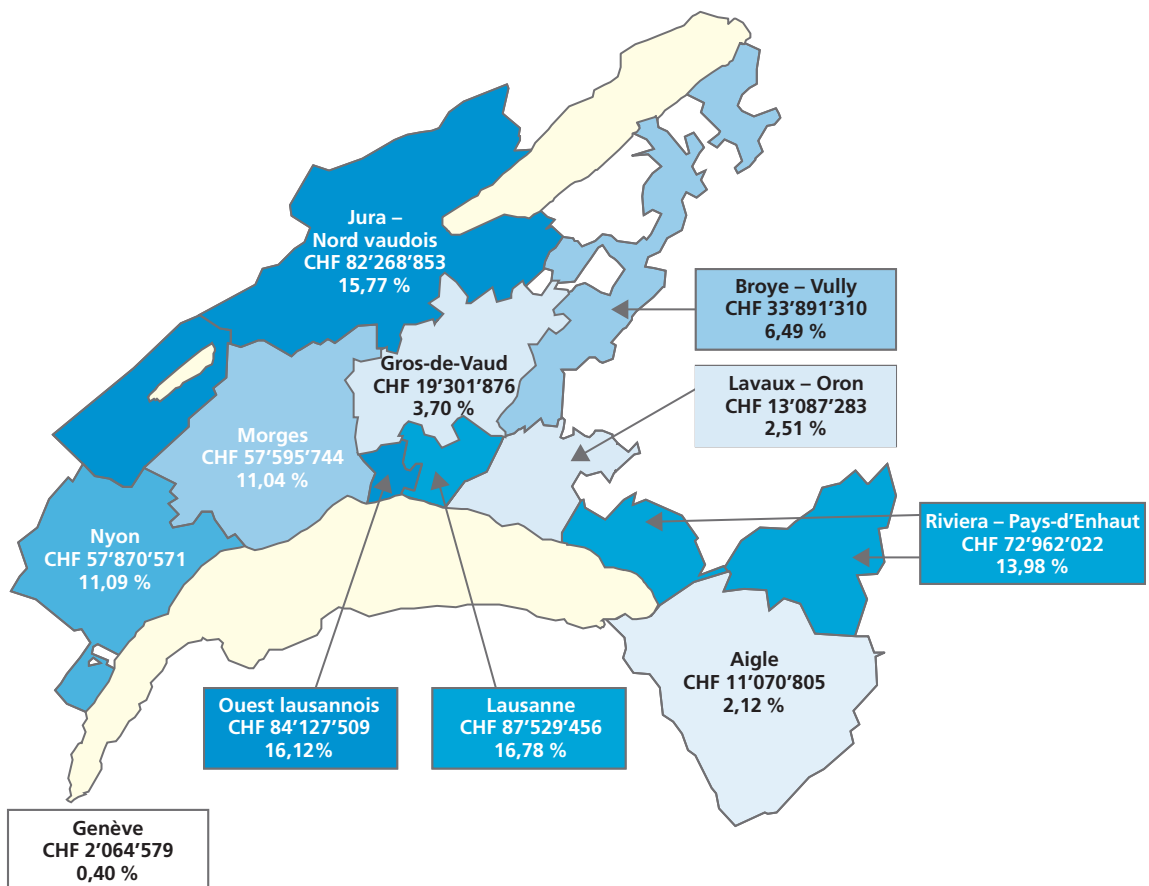 Jura –
Nord vaudois
CHF 82’268’853
15,77 %
Broye – Vully
CHF 33’891’310
6,49 %
Gros-de-Vaud
CHF 19’301’876
3,70 %
Lavaux – Oron
CHF 13’087’283
2,51 %
Morges
CHF 57’595’744
11,04 %
Nyon
CHF 57’870’571
11,09 %
Riviera – Pays-d’Enhaut
CHF 72’962’022
13,98 %
Aigle
CHF 11’070’805
2,12 %
Ouest lausannois
CHF 84’127’509
16,12%
Lausanne
CHF 87’529’456
16,78 %
Genève
CHF 2’064’579
0,40 %